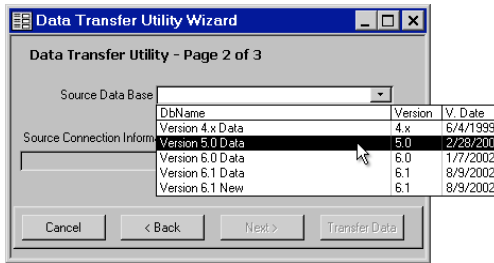 Data Transfer Utility Wizard
Data Transfer Utility - Page 2 of 3
Source Data Base
DbName Version V. Date
Version 4.x Data 4.x 6/4/1999
Source Connection Inform
Version 5.0 Data 5.0 2/28/200
Version 6.0 Data 6.0 1/7/2002
Version 6.1 Data 6.1 8/9/2002
Version 6.1 New 6.1 8/9/2002
Cancel < Back Next > Transfer Data